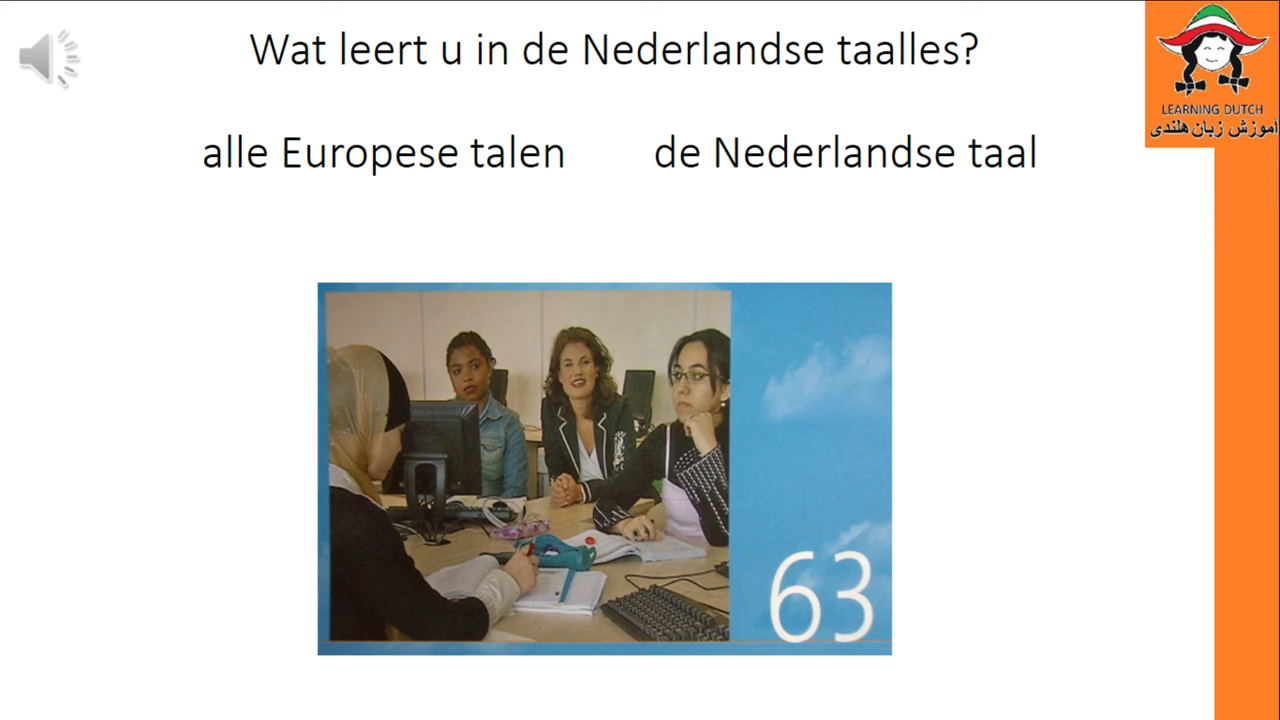 Wat leert u in de Nederlandse taalles?
alle Europese talen de Nederlandse taal
LEARNING DUTCH
آموزش زبان هلندی
63